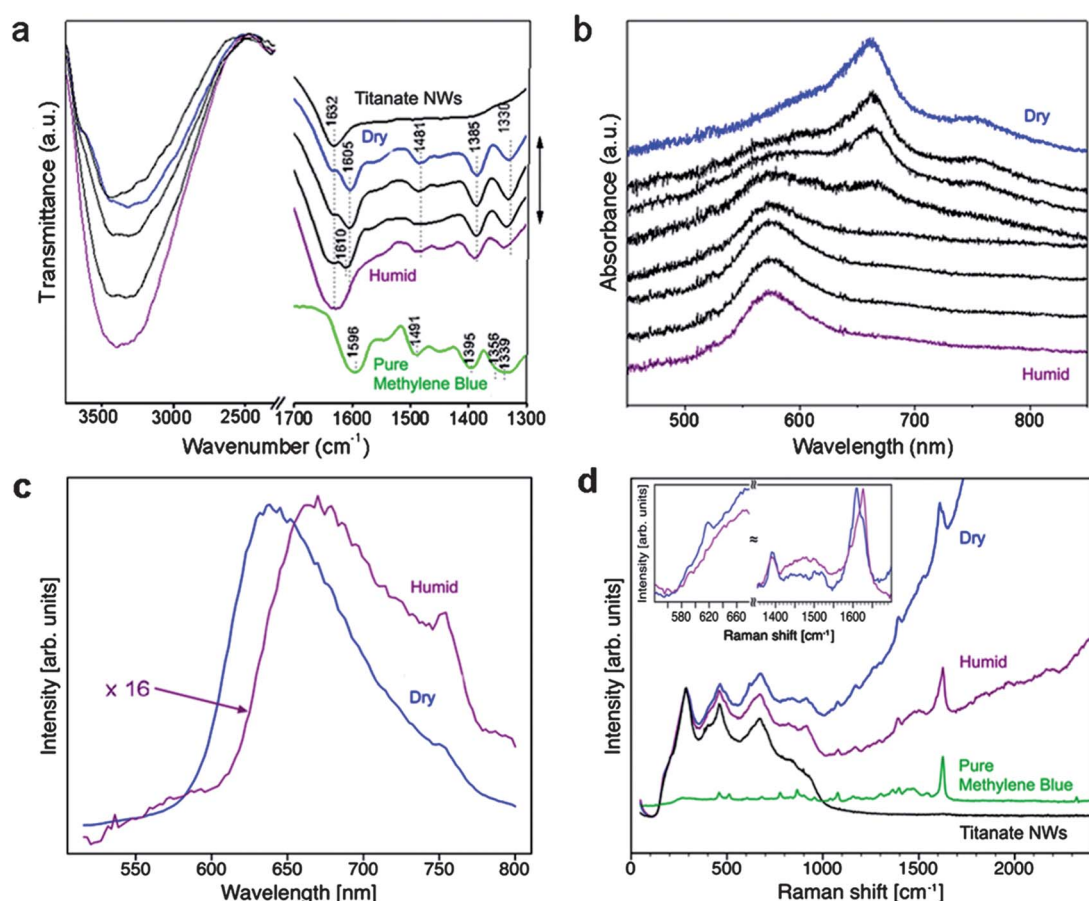 a
Transmittance (a.u.)
Titanate NWs
Dry
Humid
Pure
Methylene Blue
1632
1605
1610
1481
1385
1330
1596
1491
1395
1356
1339
3500 3000 2500 1700 1600 1500 1400 1300
Wavenumber (cm-1)
b
Absorbance (a.u.)
Dry
Humid
500 600 700 800
Wavelength (nm)
c
Intensity [arb. units]
Humid
x 16
Dry
550 600 650 700 750 800
Wavelength [nm]
d
Intensity [arb. units]
Intensity [arb. units]
580 620 660 1400 1500 1600
Raman shift [cm-1]
Dry
Humid
Pure
Methylene Blue
Titanate NWs
0 500 1000 1500 2000
Raman shift [cm-1]